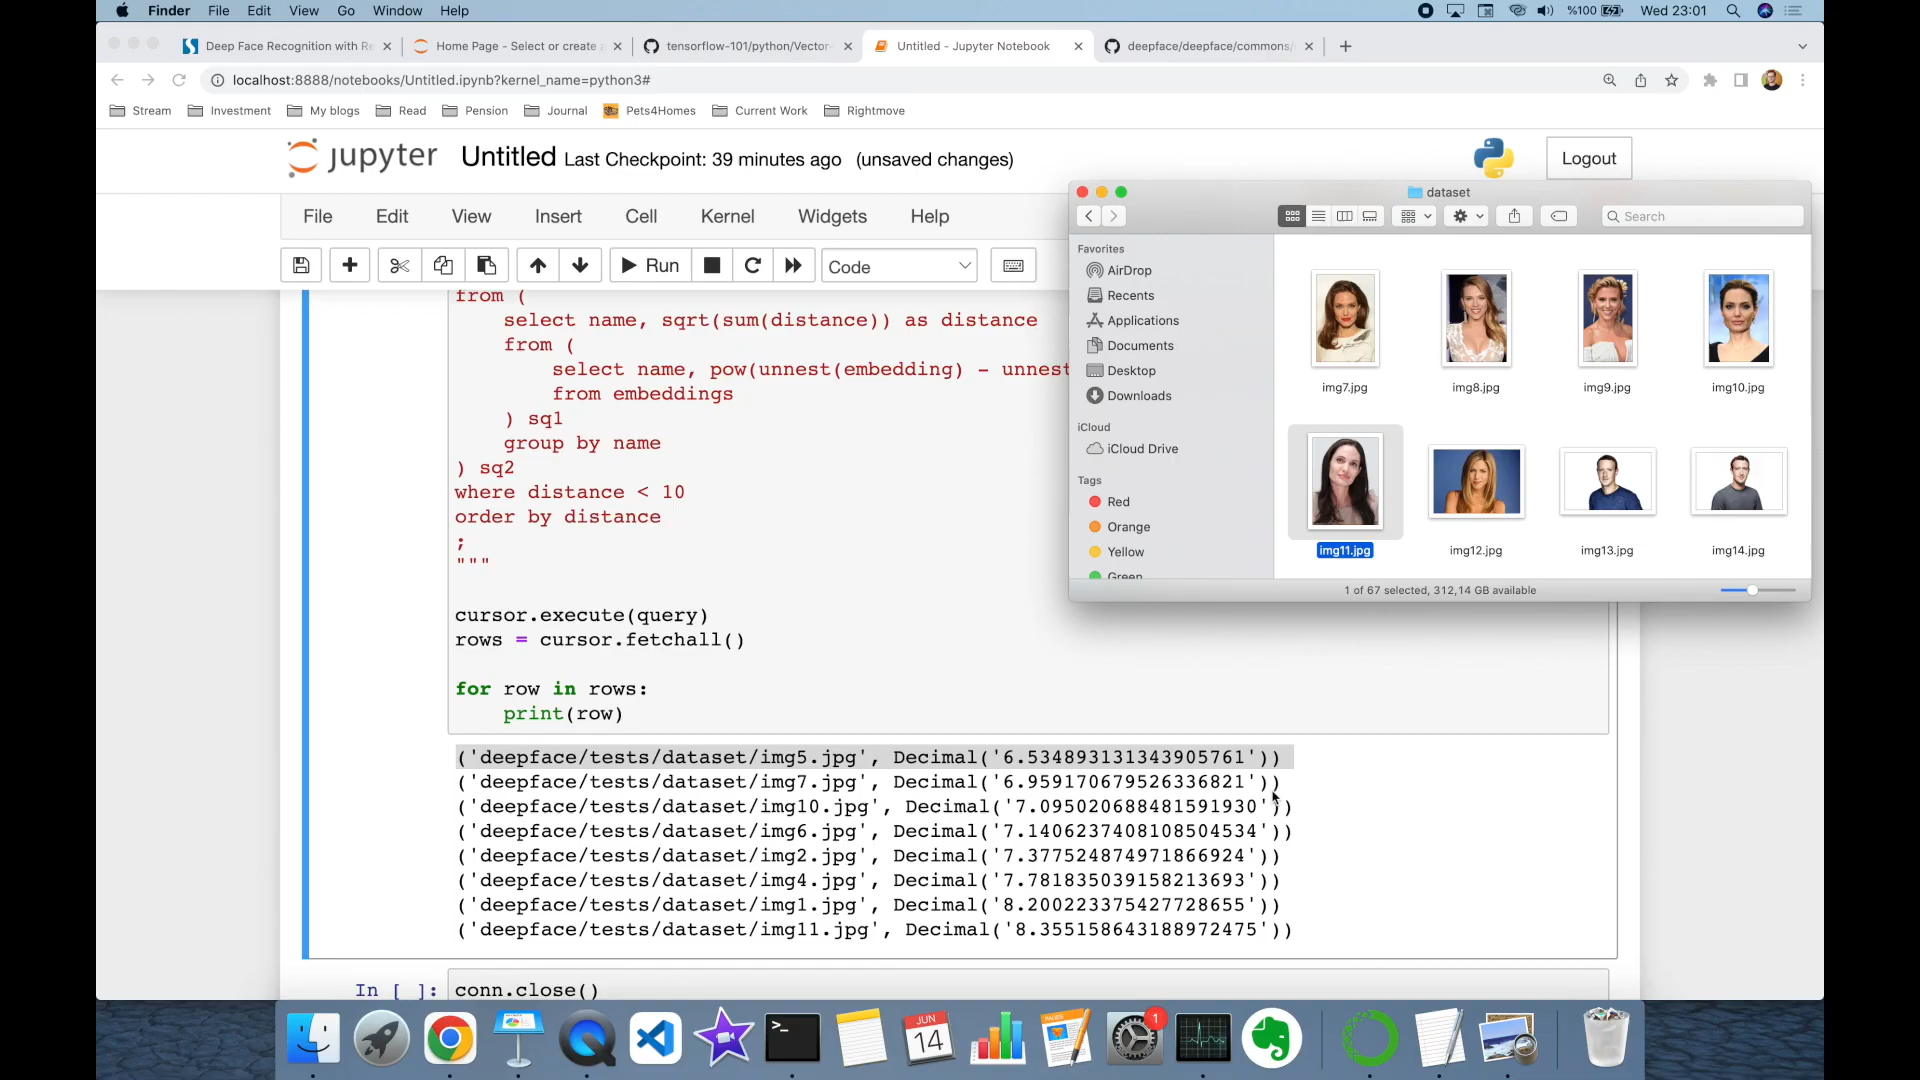 Finder File Edit View Go Window Help
%100 Wed 23:01
Deep Face Recognition with Re
Home Page - Select or create a
tensorflow-101/python/Vector-
Untitled - Jupyter Notebook
deepface/deepface/commons/
localhost:8888/notebooks/Untitled.ipynb?kernel_name=python3#
Stream Investment My blogs Read Pension Journal Pets4Homes Current Work Rightmove
jupyter Untitled Last Checkpoint: 39 minutes ago (unsaved changes)
Logout
File Edit View Insert Cell Kernel Widgets Help
Run Code
from (
select name, sqrt(sum(distance)) as distance
from (
select name, pow(unnest(embedding) - unnest
from embeddings
) sq1
group by name
) sq2
where distance < 10
order by distance
;
"""
cursor.execute(query)
rows = cursor.fetchall()
for row in rows:
print(row)
('deepface/tests/dataset/img5.jpg', Decimal('6.534893131343905761'))
('deepface/tests/dataset/img7.jpg', Decimal('6.959170679526336821'))
('deepface/tests/dataset/img10.jpg', Decimal('7.095020688481591930'))
('deepface/tests/dataset/img6.jpg', Decimal('7.1406237408108504534'))
('deepface/tests/dataset/img2.jpg', Decimal('7.377524874971866924'))
('deepface/tests/dataset/img4.jpg', Decimal('7.781835039158213693'))
('deepface/tests/dataset/img1.jpg', Decimal('8.200223375427728655'))
('deepface/tests/dataset/img11.jpg', Decimal('8.355158643188972475'))
In [ ]: conn.close()
dataset
Search
Favorites
AirDrop
Recents
Applications
Documents
Desktop
Downloads
iCloud
iCloud Drive
Tags
Red
Orange
Yellow
Green
img7.jpg img8.jpg img9.jpg img10.jpg
img11.jpg img12.jpg img13.jpg img14.jpg
1 of 67 selected, 312,14 GB available
>_
JUN
14
1